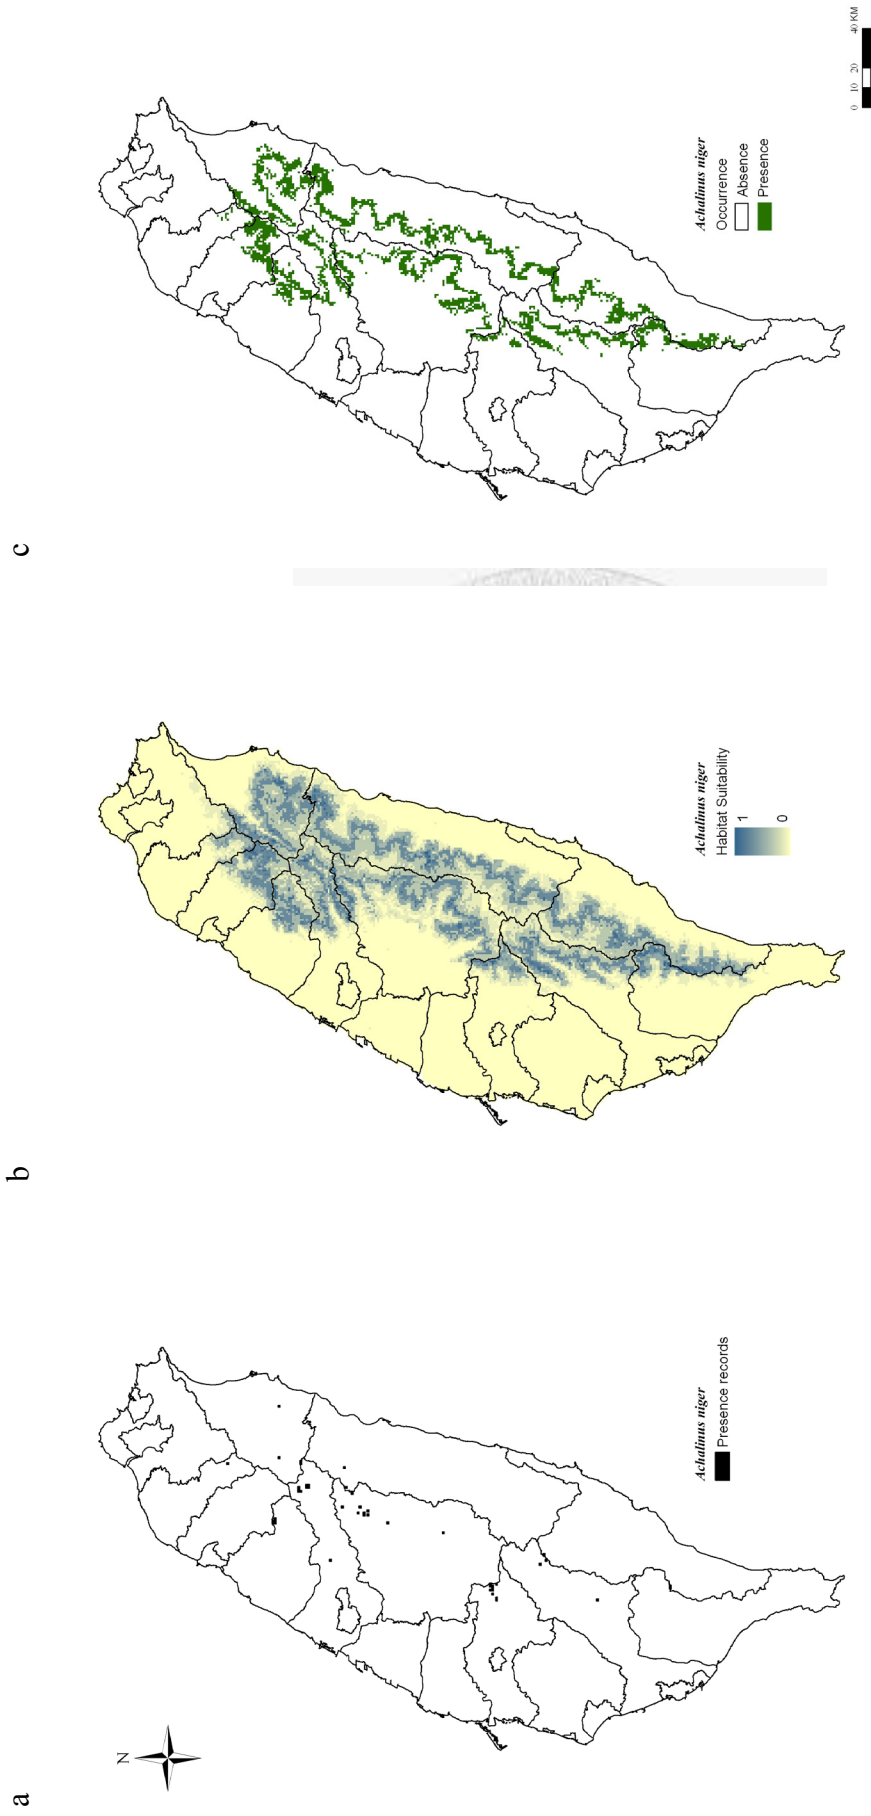 a
N
Achalinus niger
Presence records
b
Achalinus niger
Habitat Suitability
1
0
c
Achalinus niger
Occurrence
Absence
Presence
0 10 20 40 KM